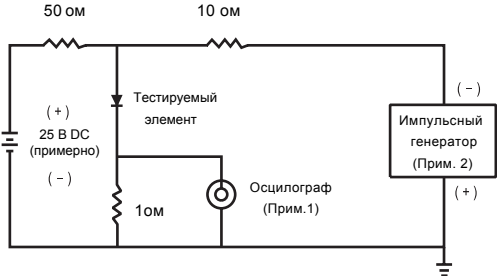 50 ом
10 ом
Тестируемый
элемент
( + )
25 В DC
(примерно)
( − )
( − )
Импульсный
генератор
(Прим. 2)
( + )
1ом
Осцилограф
(Прим.1)